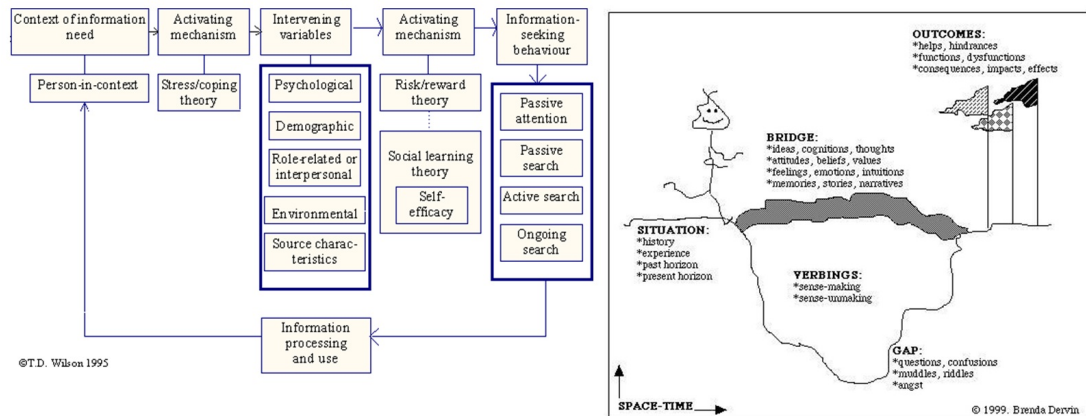 Context of information
need
Activating
mechanism
Intervening
variables
Activating
mechanism
Information-
seeking
behaviour
Person-in-context
Stress/coping
theory
Psychological
Demographic
Role-related or
interpersonal
Environmental
Source charac-
teristics
Risk/reward
theory
Social learning
theory
Self-
efficacy
Passive
attention
Passive
search
Active search
Ongoing
search
Information
processing
and use
©T.D. Wilson 1995
OUTCOMES:
*helps, hindrances
*functions, dysfunctions
*consequences, impacts, effects
BRIDGE:
*ideas, cognitions, thoughts
*attitudes, beliefs, values
*feelings, emotions, intuitions
*memories, stories, narratives
SITUATION:
*history
*experience
*past horizon
*present horizon
VERBINGS:
*sense-making
*sense-unmaking
GAP:
*questions, confusions
*muddles, riddles
*angst
SPACE-TIME
© 1999. Brenda Dervin